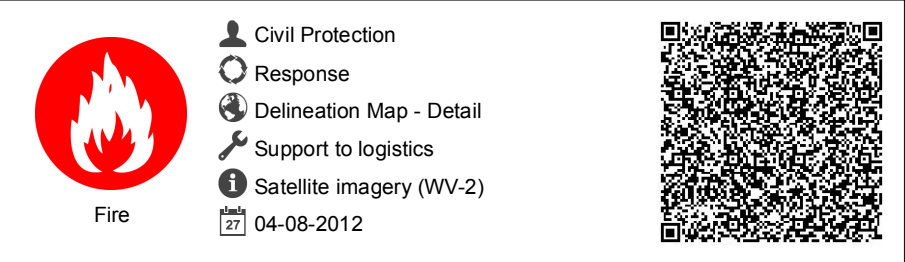 Civil Protection
Response
Delineation Map - Detail
Support to logistics
Satellite imagery (WV-2)
27 04-08-2012
Fire